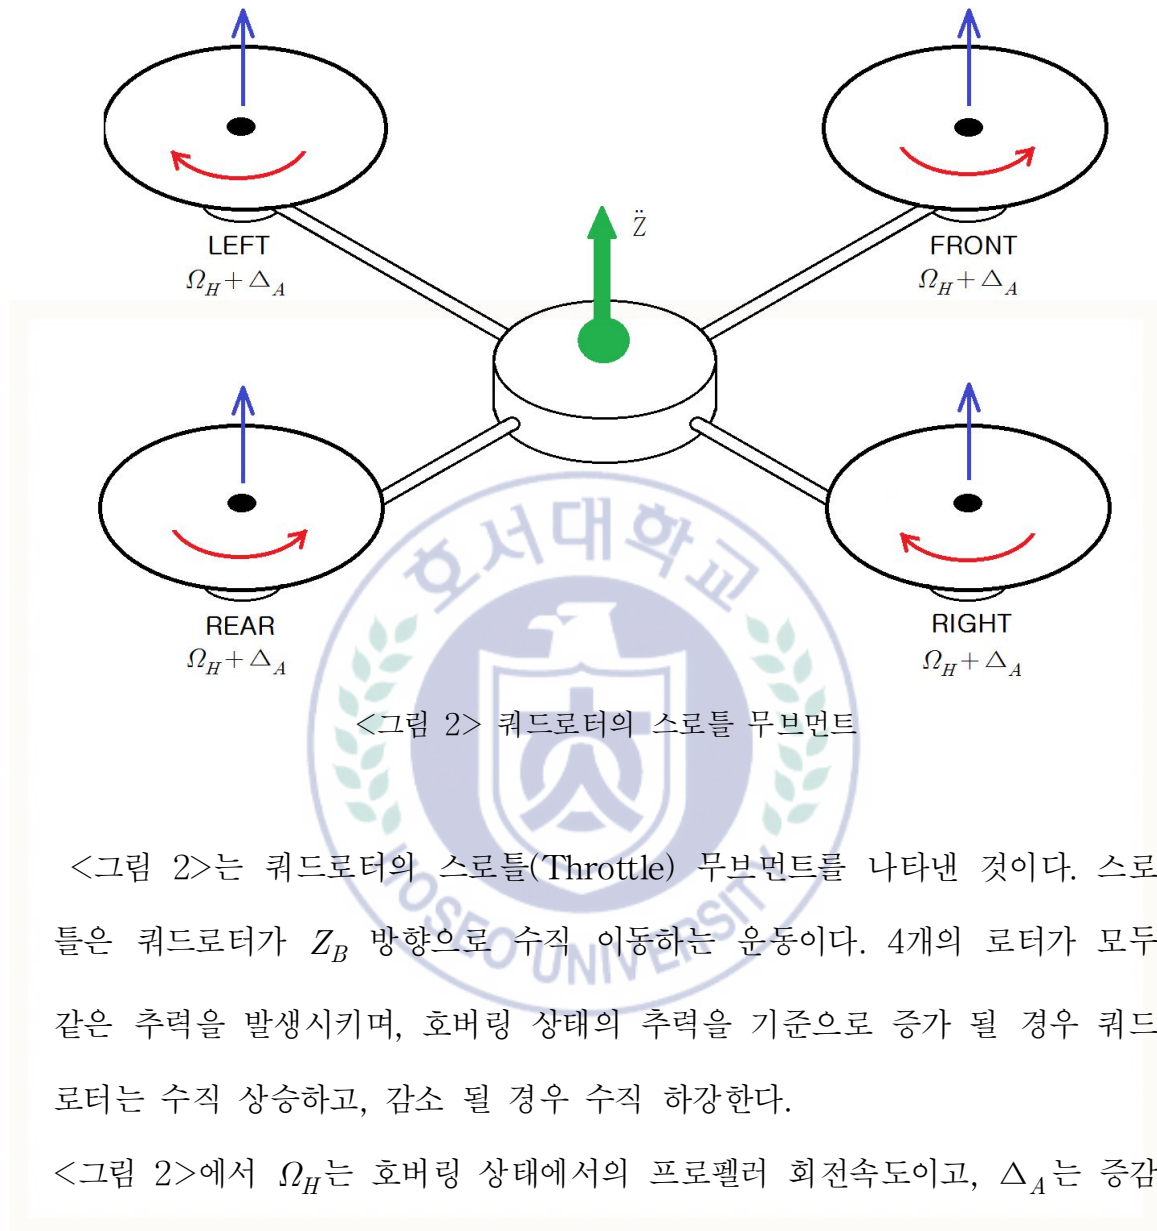 Z̈
LEFT
Ω_H+△_A
FRONT
Ω_H+△_A
REAR
Ω_H+△_A
RIGHT
Ω_H+△_A
<그림 2> 쿼드로터의 스로틀 무브먼트
호서대학교
HOSEO UNIVERSITY
<그림 2>는 쿼드로터의 스로틀(Throttle) 무브먼트를 나타낸 것이다. 스로
틀은 쿼드로터가 Z_B 방향으로 수직 이동하는 운동이다. 4개의 로터가 모두
같은 추력을 발생시키며, 호버링 상태의 추력을 기준으로 증가 될 경우 쿼드
로터는 수직 상승하고, 감소 될 경우 수직 하강한다.
<그림 2>에서 Ω_H는 호버링 상태에서의 프로펠러 회전속도이고, △_A는 증감